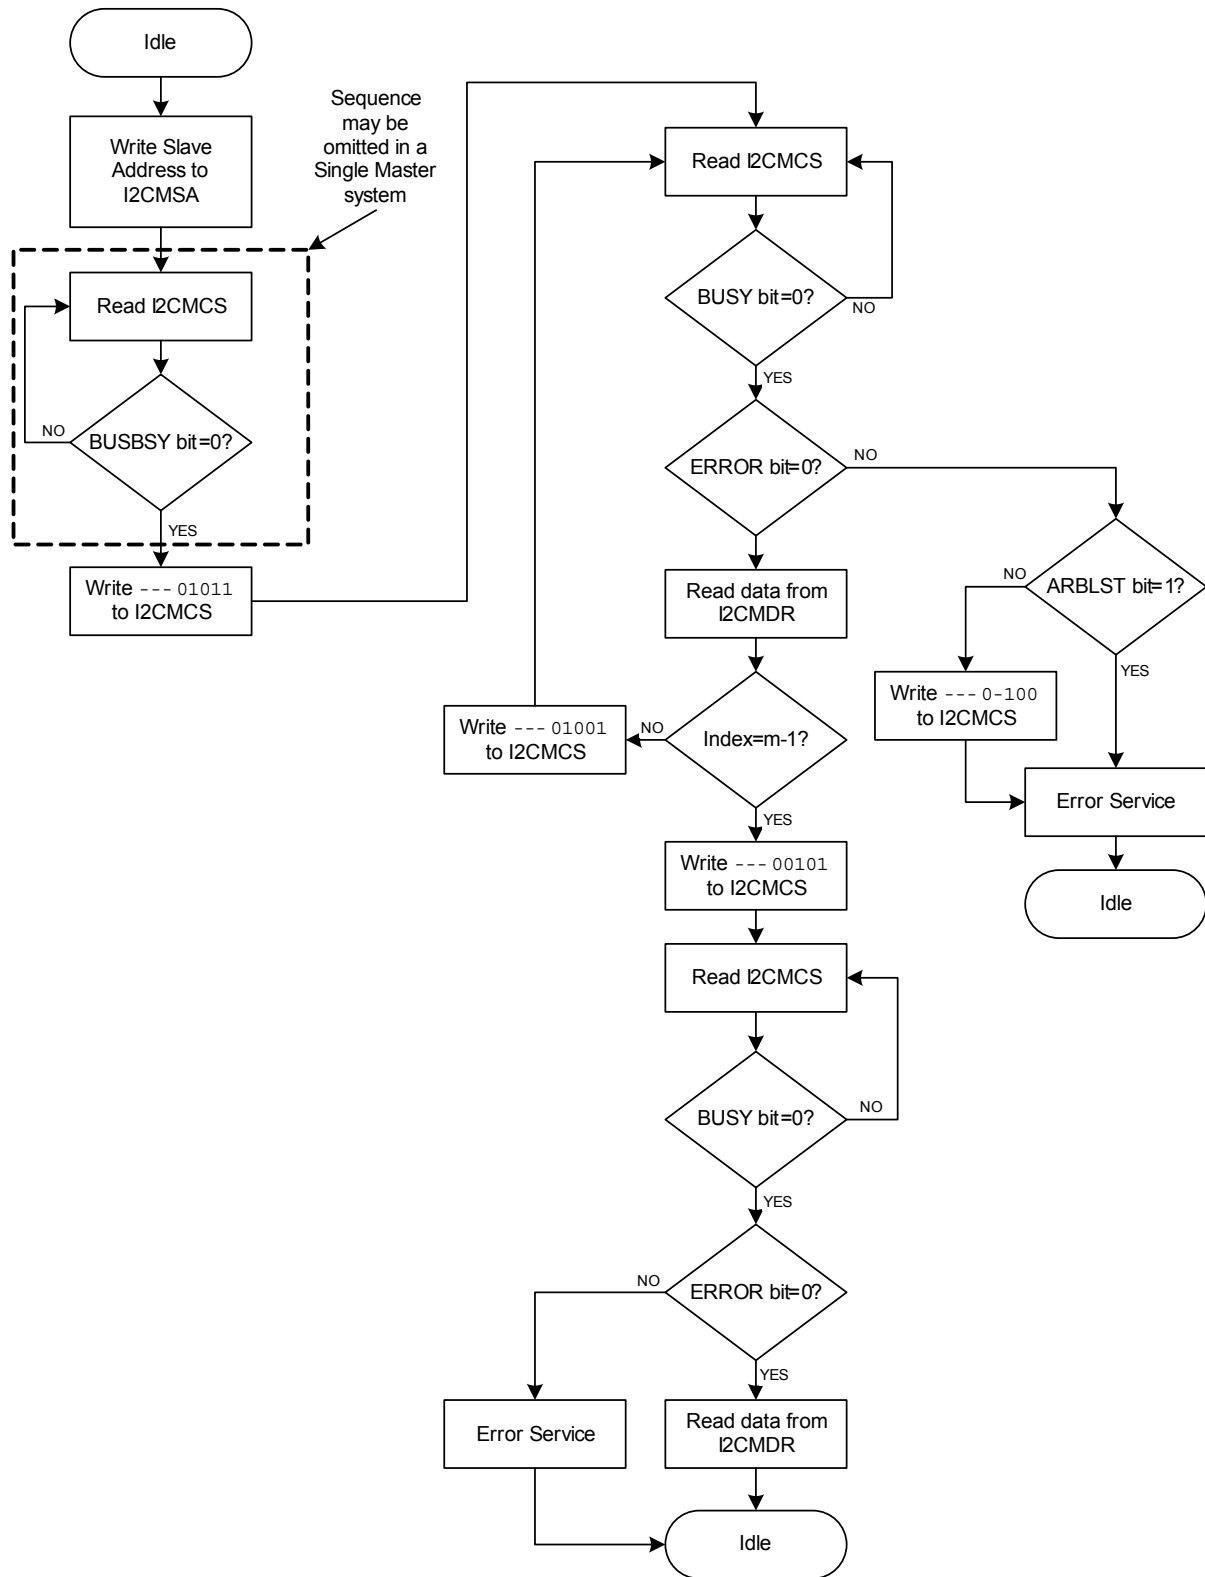 Idle
Write Slave
Address to
I2CMSA
Sequence
may be
omitted in a
Single Master
system
Read I2CMCS
BUSBSY bit=0?
NO
YES
Write --- 01011
to I2CMCS
Read I2CMCS
BUSY bit=0?
NO
YES
ERROR bit=0?
NO
ARBLST bit=1?
NO
YES
Write --- 0-100
to I2CMCS
Error Service
Idle
Read data from
I2CMDR
Index=m-1?
NO
Write --- 01001
to I2CMCS
YES
Write --- 00101
to I2CMCS
Read I2CMCS
BUSY bit=0?
NO
YES
ERROR bit=0?
NO
YES
Error Service
Read data from
I2CMDR
Idle